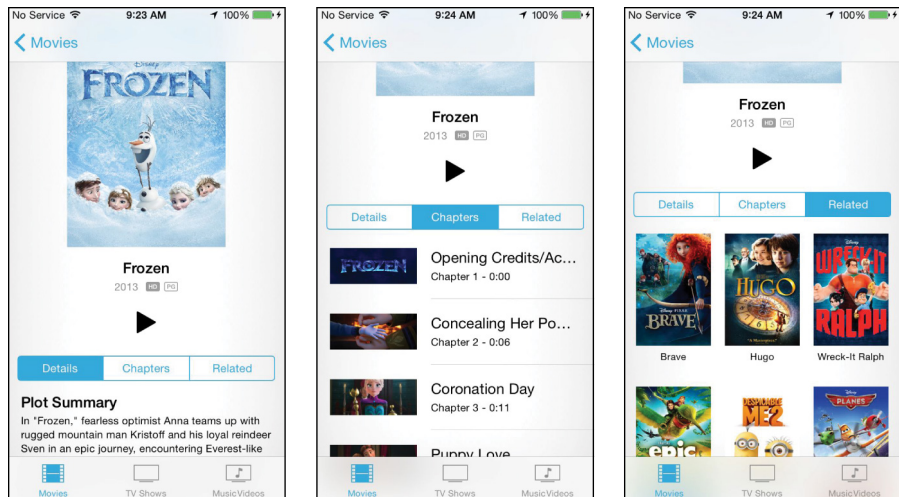 No Service 9:23 AM 100%
Movies
Disney
FROZEN
Frozen
2013 HD PG
Details Chapters Related
Plot Summary
In "Frozen," fearless optimist Anna teams up with
rugged mountain man Kristoff and his loyal reindeer
Sven in an epic journey, encountering Everest-like
Movies TV Shows Music Videos
No Service 9:24 AM 100%
Movies
Frozen
2013 HD PG
Details Chapters Related
FROZEN
Opening Credits/Ac...
Chapter 1 - 0:00
Concealing Her Po...
Chapter 2 - 0:06
Coronation Day
Chapter 3 - 0:11
Puppy Love
Movies TV Shows Music Videos
No Service 9:24 AM 100%
Movies
Frozen
2013 HD PG
Details Chapters Related
Disney PIXAR
BRAVE
HUGO
Disney
WRECK-IT
RALPH
Brave Hugo Wreck-It Ralph
epic
DESPICABLE
ME2
Disney
PLANES
Movies TV Shows Music Videos